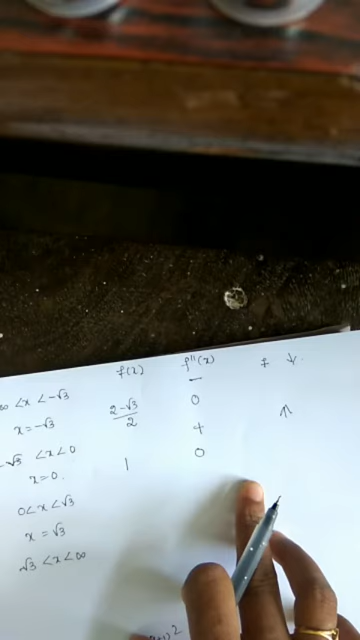 f(x) f''(x) f ↓
∞ < x < -√3 —
x = -√3 (2-√3)/2 0
-√3 < x < 0 + ↑
x = 0. 1 0
0 < x < √3
x = √3
√3 < x < ∞